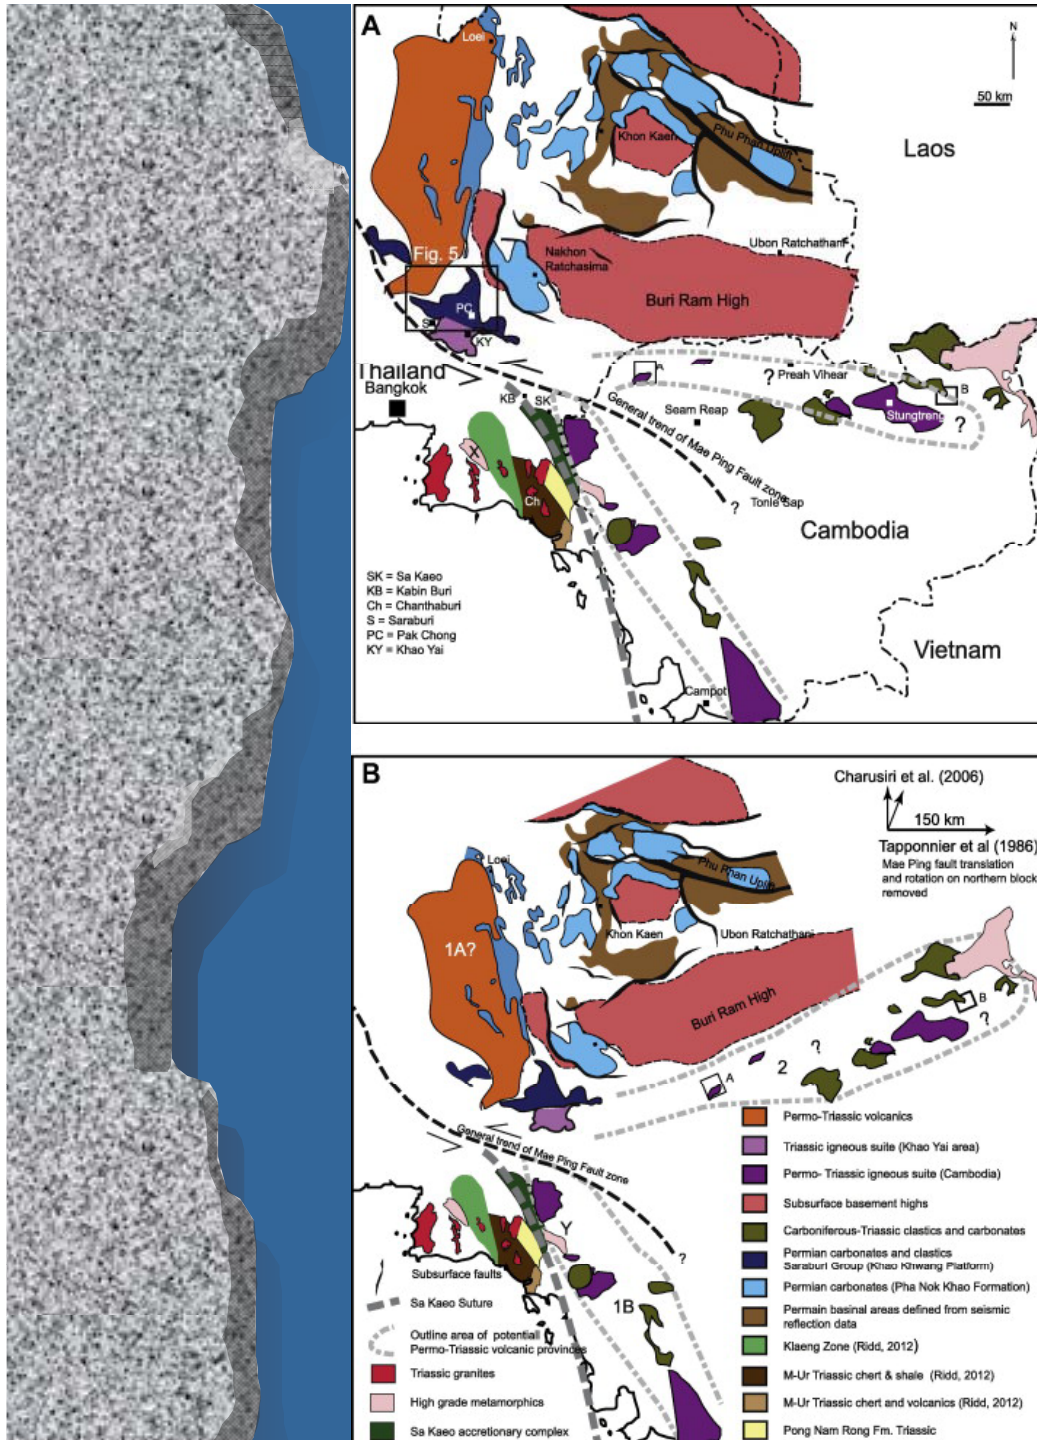 A
N
Loei
50 km
Khon Kaen
Phu Phan Uplift
Laos
Ubon Ratchathani
Nakhon
Ratchasima
Fig. 5
Buri Ram High
PC
S
KY
Thailand
Bangkok
A
?
Preah Vihear
B
KB
SK
Seam Reap
Stungtreng
?
General trend of Mae Ping Fault zone
X
Ch
?
Tonle Sap
Cambodia
SK = Sa Kaeo
KB = Kabin Buri
Ch = Chanthaburi
S = Saraburi
PC = Pak Chong
KY = Khao Yai
Vietnam
Campot
B
Charusiri et al. (2006)
150 km
Tapponnier et al (1986)
Mae Ping fault translation
and rotation on northern block
removed
Loei
Phu Phan Uplift
1A?
Khon Kaen
Ubon Ratchathani
Buri Ram High
B
?
?
2
A
Permo-Triassic volcanics
General trend of Mae Ping Fault zone
Triassic igneous suite (Khao Yai area)
Permo- Triassic igneous suite (Cambodia)
Subsurface basement highs
Y
Carboniferous-Triassic clastics and carbonates
?
Permian carbonates and clastics
Saraburi Group (Khao Khwang Platform)
Subsurface faults
Permian carbonates (Pha Nok Khao Formation)
Sa Kaeo Suture
1B
Permain basinal areas defined from seismic
reflection data
Outline area of potential
Permo-Triassic volcanic provinces
Klaeng Zone (Ridd, 2012)
Triassic granites
M-Ur Triassic chert & shale (Ridd, 2012)
High grade metamorphics
M-Ur Triassic chert and volcanics (Ridd, 2012)
Sa Kaeo accretionary complex
Pong Nam Rong Fm. Triassic